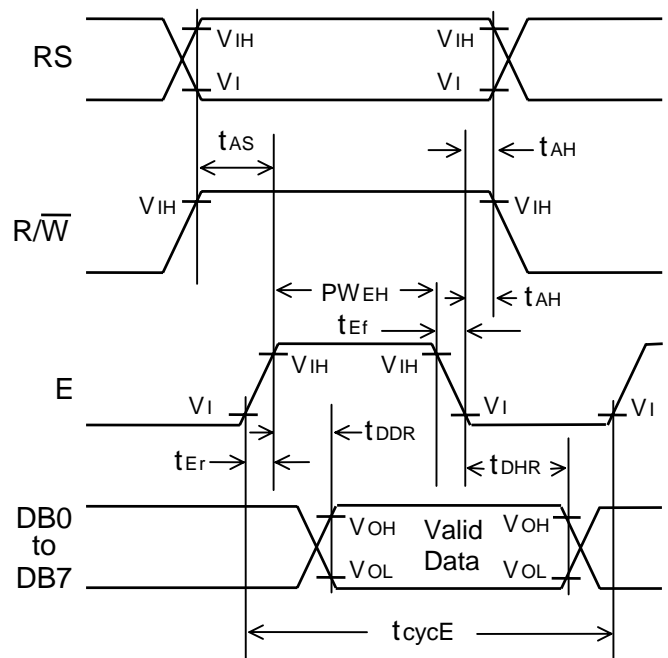 RS
VIH
VIH
VI
VI
tAS
tAH
R/W̅
VIH
VIH
PWEH
tAH
tEf
E
VIH
VIH
VI
VI
VI
tDDR
tEr
tDHR
DB0
to
DB7
VOH
Valid
Data
VOH
VOL
VOL
tcycE